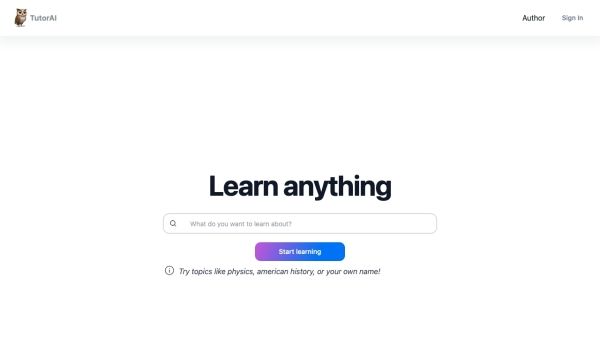 TutorAI
Author
Sign In
Learn anything
What do you want to learn about?
Start learning
Try topics like physics, american history, or your own name!